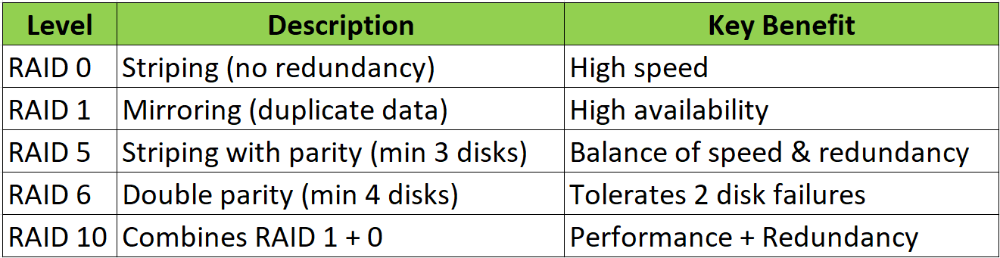 Level Description Key Benefit
RAID 0 Striping (no redundancy) High speed
RAID 1 Mirroring (duplicate data) High availability
RAID 5 Striping with parity (min 3 disks) Balance of speed & redundancy
RAID 6 Double parity (min 4 disks) Tolerates 2 disk failures
RAID 10 Combines RAID 1 + 0 Performance + Redundancy